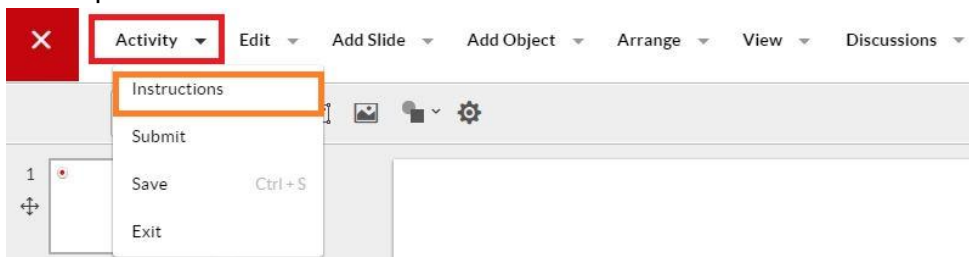 Activity Edit Add Slide Add Object Arrange View Discussions
Instructions
Submit
1
Save Ctrl + S
Exit